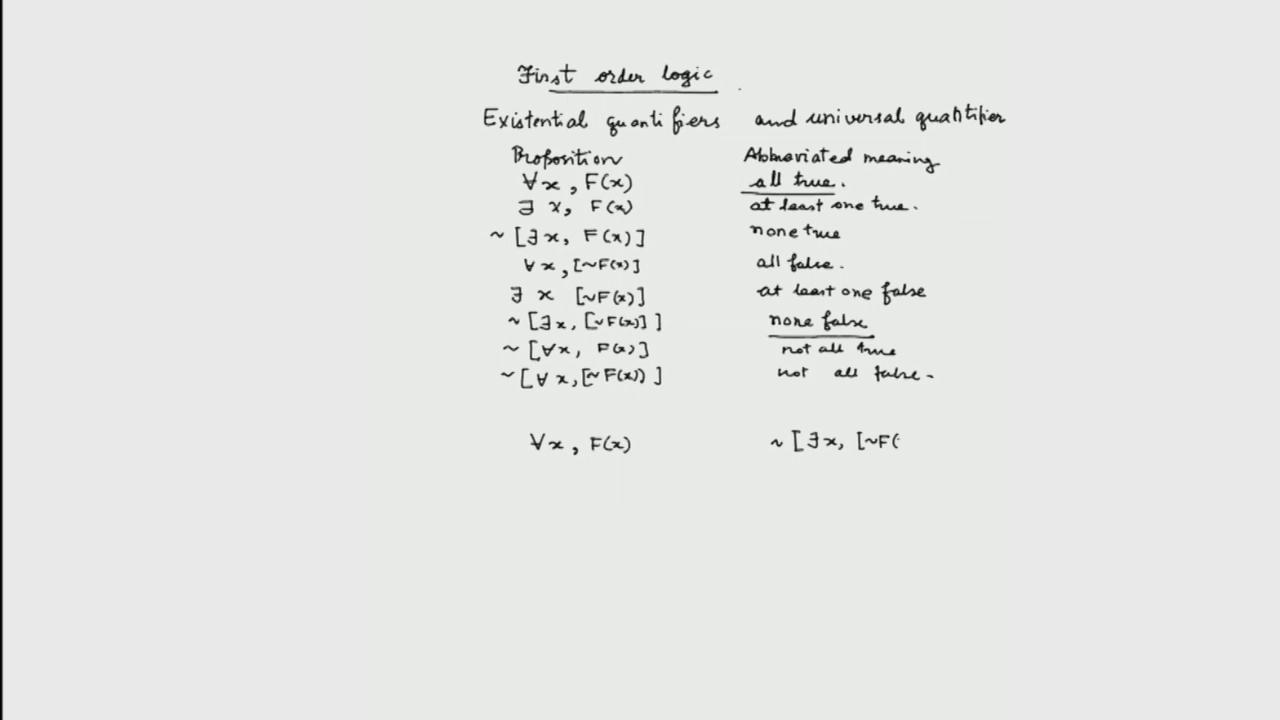 First order logic
Existential quantifiers and universal quantifier
Proposition Abbreviated meaning
∀x, F(x) all true.
∃ x, F(x) at least one true.
~[∃x, F(x)] none true
∀x, [~F(x)] all false.
∃ x [~F(x)] at least one false
~[∃x, [~F(x)]] none false
~[∀x, F(x)] not all true
~[∀x, [~F(x))] not all false.
∀x, F(x) ~[∃x, [~F(